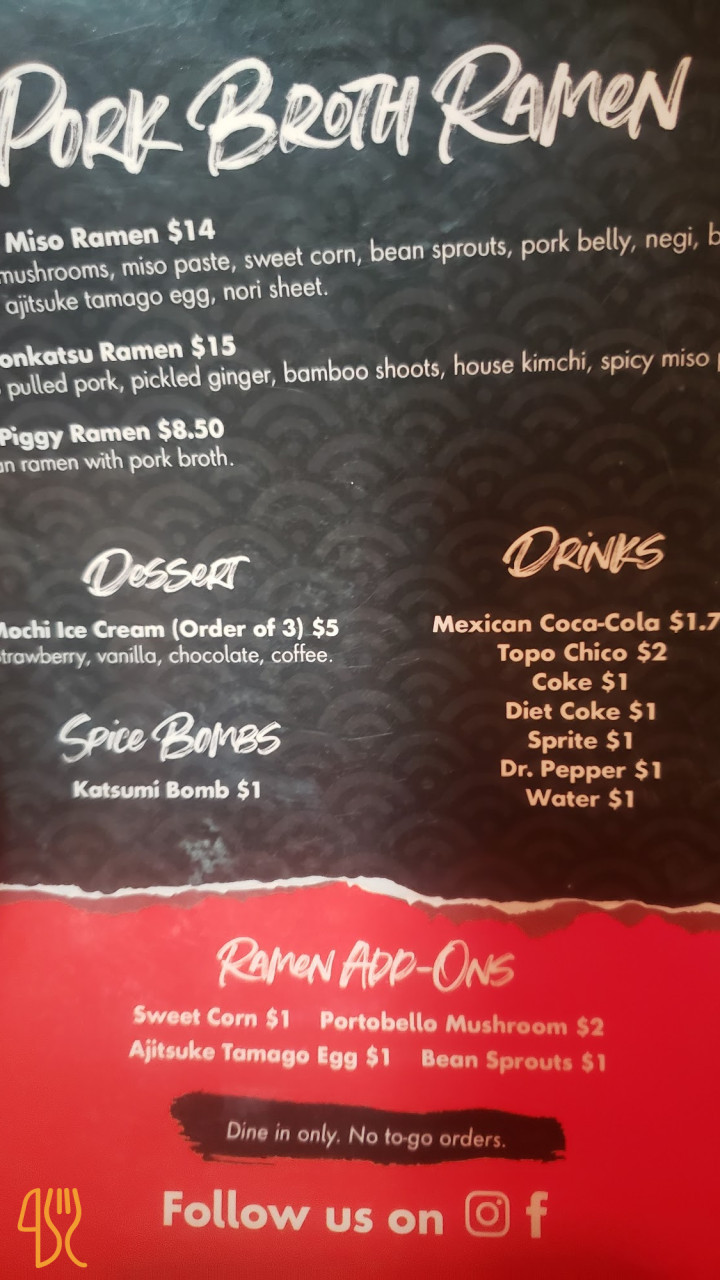 PORK BROTH RAMEN
Miso Ramen $14
mushrooms, miso paste, sweet corn, bean sprouts, pork belly, negi,
ajitsuke tamago egg, nori sheet.
onkatsu Ramen $15
pulled pork, pickled ginger, bamboo shoots, house kimchi, spicy miso
Piggy Ramen $8.50
an ramen with pork broth.
DESSERT
Mochi Ice Cream (Order of 3) $5
trawberry, vanilla, chocolate, coffee.
SPICE BOMBS
Katsumi Bomb $1
DRINKS
Mexican Coca-Cola $1.7
Topo Chico $2
Coke $1
Diet Coke $1
Sprite $1
Dr. Pepper $1
Water $1
RAMEN ADD-ONS
Sweet Corn $1 Portobello Mushroom $2
Ajitsuke Tamago Egg $1 Bean Sprouts $1
Dine in only. No to-go orders.
Follow us on